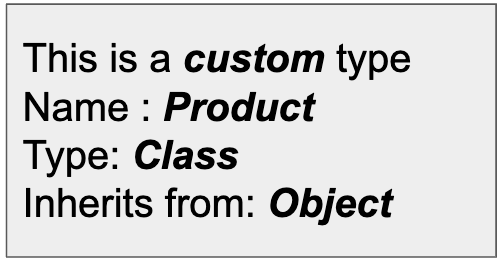 This is a custom type
Name : Product
Type: Class
Inherits from: Object